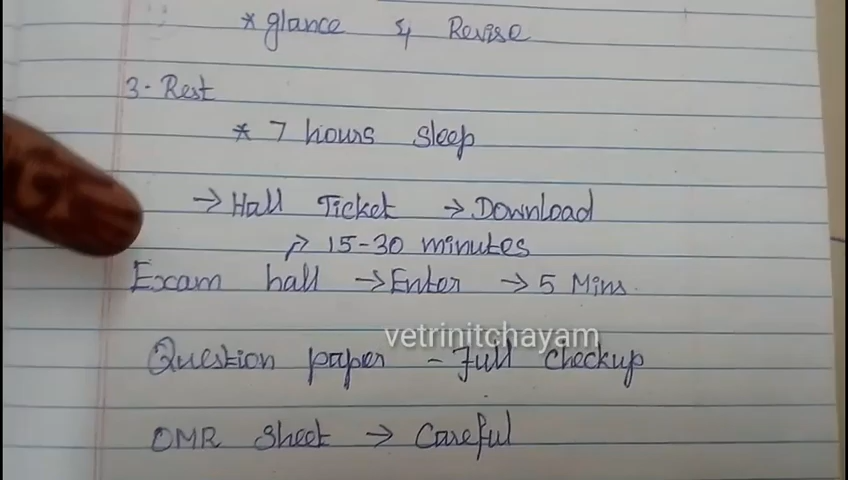 * glance & Revise
3. Rest
* 7 hours sleep
→ Hall Ticket → Download
↱ 15-30 minutes
Exam hall → Enter → 5 Mins.
vetrinitchayam
Question paper - Full checkup
OMR Sheet → Careful